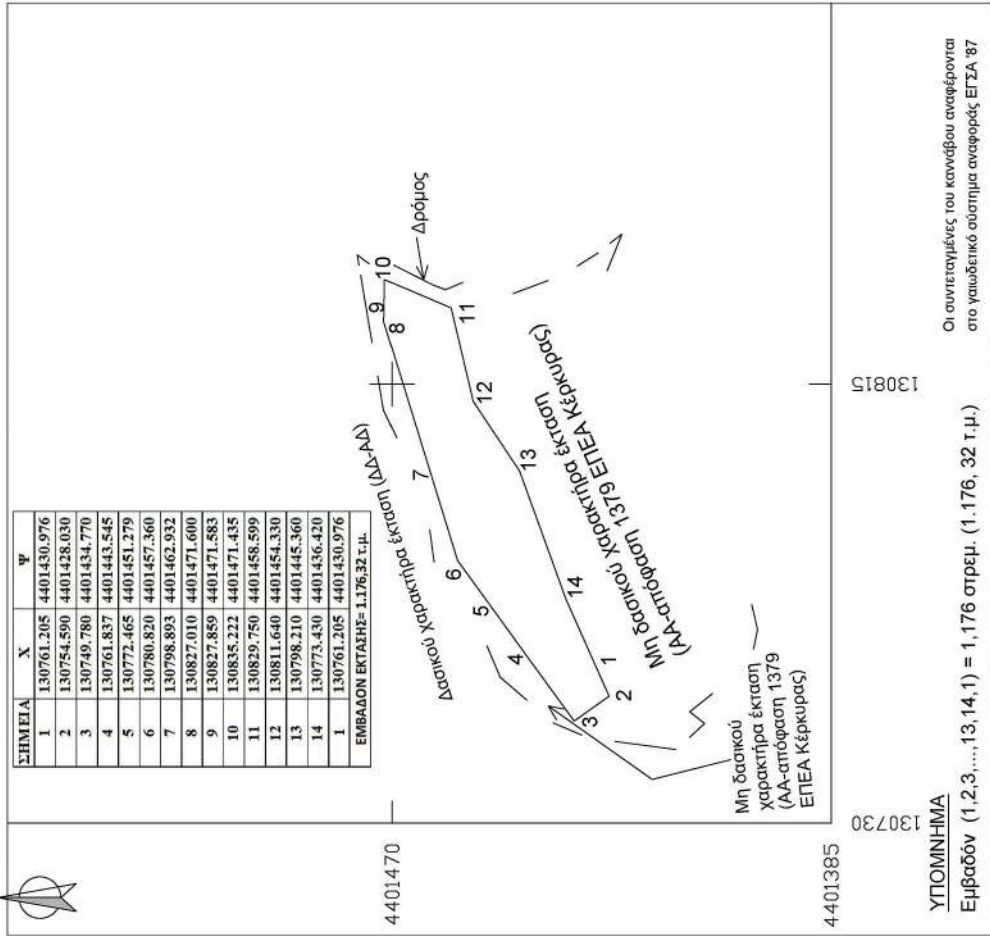 ΣΗΜΕΙΑ Χ Ψ
1 130761.205 4401430.976
2 130754.590 4401428.030
3 130749.780 4401434.770
4 130761.837 4401443.545
5 130772.465 4401451.279
6 130780.820 4401457.360
7 130798.893 4401462.932
8 130827.010 4401471.600
9 130827.859 4401471.583
10 130835.222 4401471.435
11 130829.750 4401458.599
12 130811.640 4401454.330
13 130798.210 4401445.360
14 130773.430 4401436.420
1 130761.205 4401430.976
ΕΜΒΑΔΟΝ ΕΚΤΑΣΗΣ= 1.176,32 τ.μ.
Δασικού Χαρακτήρα έκταση (ΔΔ-ΑΔ)
Δρόμος
1
2
3
4
5
6
7
8
9
10
11
12
13
14
Μη δασικού Χαρακτήρα έκταση
(ΑΑ-απόφαση 1379 ΕΠΕΑ Κέρκυρας)
Μη δασικού
χαρακτήρα έκταση
(ΑΑ-απόφαση 1379
ΕΠΕΑ Κέρκυρας)
4401470
4401385
130730
130815
ΥΠΟΜΝΗΜΑ
Εμβαδόν (1,2,3,...,13,14,1) = 1,176 στρεμ. (1.176, 32 τ.μ.)
Οι συντεταγμένες του καννάβου αναφέρονται
στο γαιωδετικό σύστημα αναφοράς ΕΓΣΑ '87